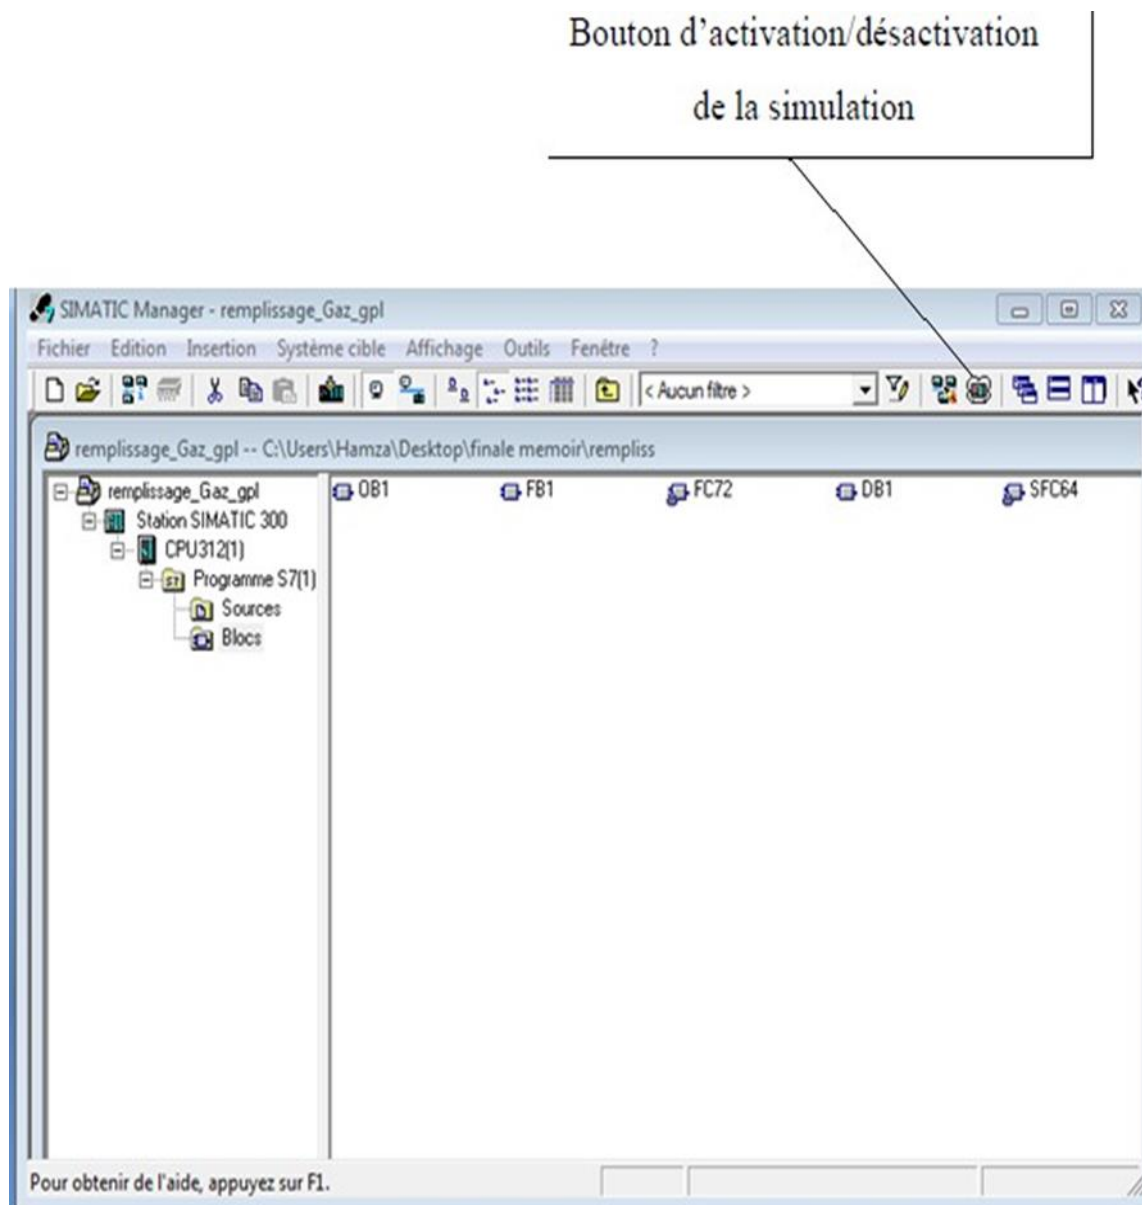 Bouton d'activation/désactivation
de la simulation
SIMATIC Manager - remplissage_Gaz_gpl
Fichier Edition Insertion Système cible Affichage Outils Fenêtre ?
< Aucun filtre >
remplissage_Gaz_gpl -- C:\Users\Hamza\Desktop\finale memoir\rempliss
remplissage_Gaz_gpl
Station SIMATIC 300
CPU312(1)
Programme S7(1)
Sources
Blocs
OB1 FB1 FC72 DB1 SFC64
Pour obtenir de l'aide, appuyez sur F1.